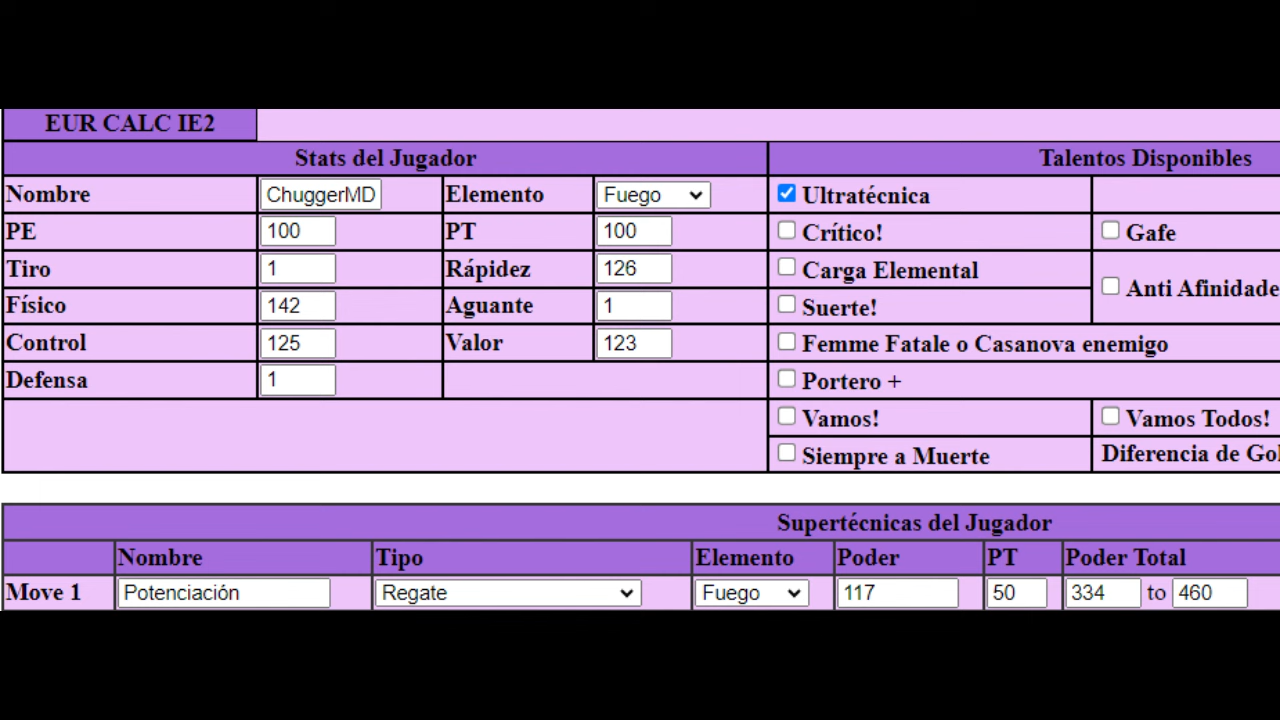 EUR CALC IE2
Stats del Jugador Talentos Disponibles
Nombre ChuggerMD Elemento Fuego Ultratécnica
PE 100 PT 100 Crítico! Gafe
Tiro 1 Rápidez 126 Carga Elemental
Anti Afinidade
Físico 142 Aguante 1 Suerte!
Control 125 Valor 123 Femme Fatale o Casanova enemigo
Defensa 1 Portero +
Vamos! Vamos Todos!
Siempre a Muerte Diferencia de Gol
Supertécnicas del Jugador
Nombre Tipo Elemento Poder PT Poder Total
Move 1 Potenciación Regate Fuego 117 50 334 to 460